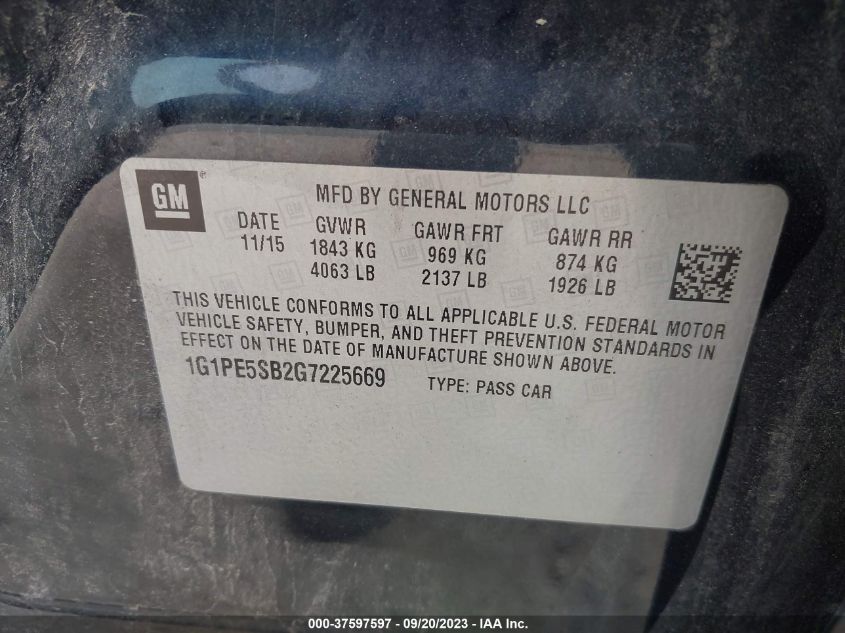 GM
MFD BY GENERAL MOTORS LLC
DATE GVWR GAWR FRT GAWR RR
11/15 1843 KG 969 KG 874 KG
4063 LB 2137 LB 1926 LB
THIS VEHICLE CONFORMS TO ALL APPLICABLE U.S. FEDERAL MOTOR
VEHICLE SAFETY, BUMPER, AND THEFT PREVENTION STANDARDS IN
EFFECT ON THE DATE OF MANUFACTURE SHOWN ABOVE.
1G1PE5SB2G7225669 TYPE: PASS CAR
000-37597597 - 09/20/2023 - IAA Inc.